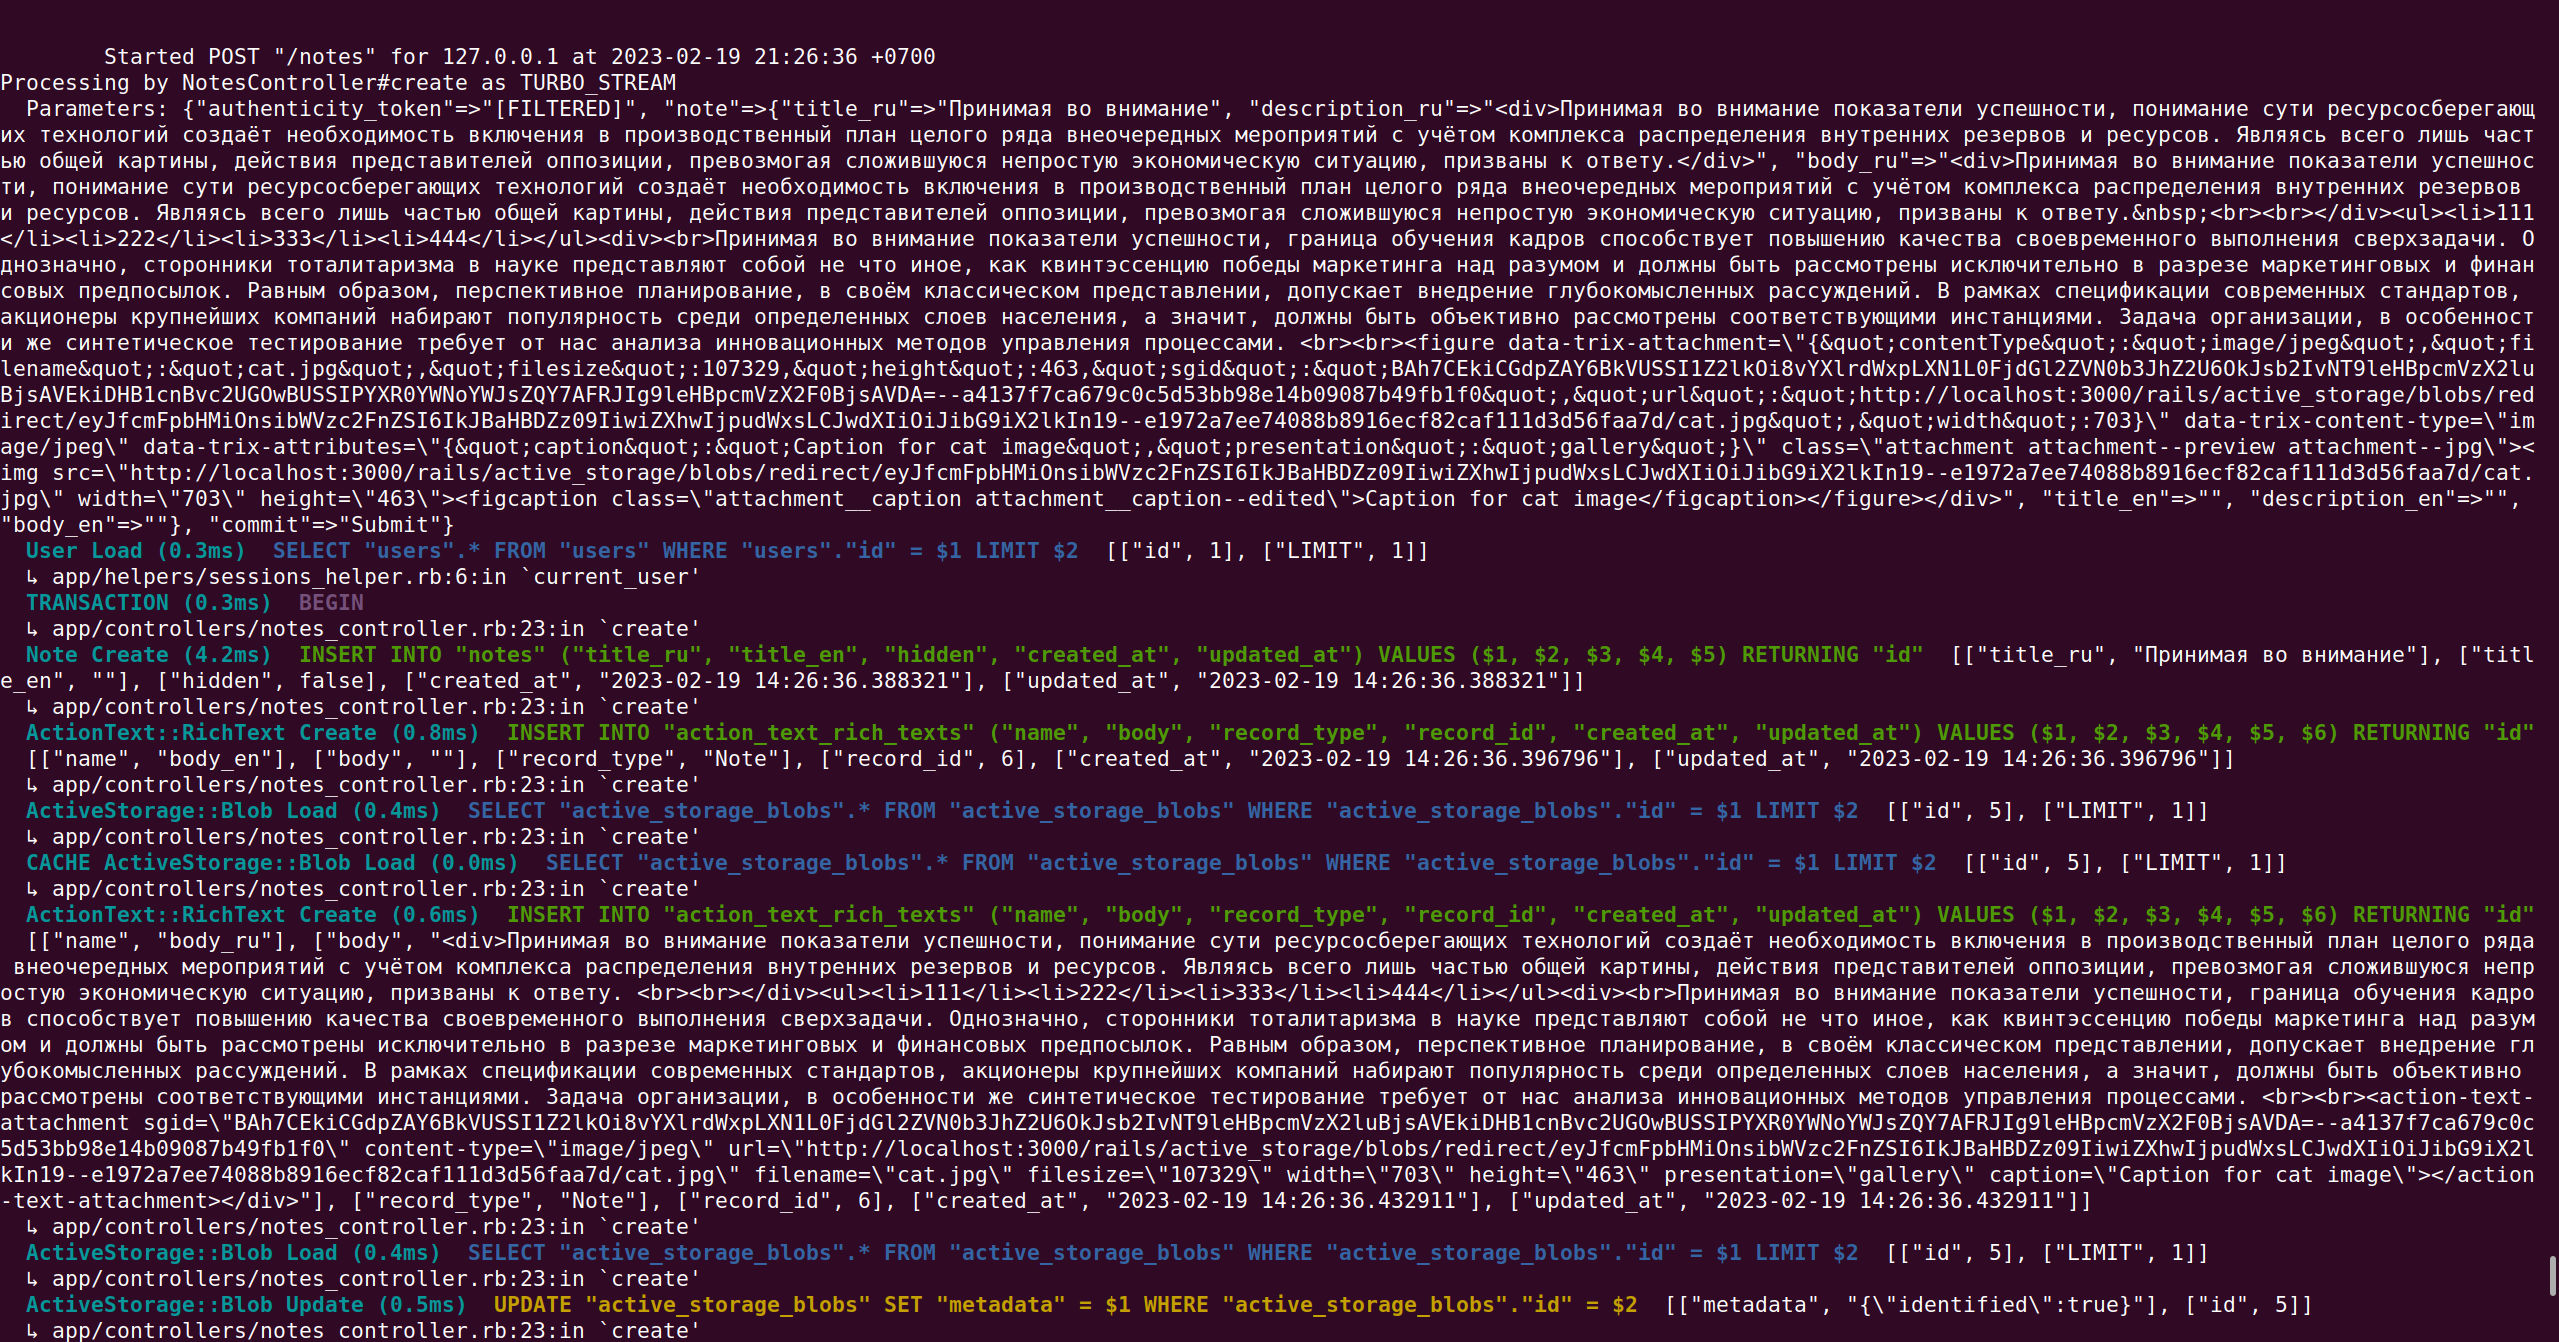 Started POST "/notes" for 127.0.0.1 at 2023-02-19 21:26:36 +0700
Processing by NotesController#create as TURBO_STREAM
  Parameters: {"authenticity_token"=>"[FILTERED]", "note"=>{"title_ru"=>"Принимая во внимание", "description_ru"=>"<div>Принимая во внимание показатели успешности, понимание сути ресурсосберегающ
их технологий создаёт необходимость включения в производственный план целого ряда внеочередных мероприятий с учётом комплекса распределения внутренних резервов и ресурсов. Являясь всего лишь част
ью общей картины, действия представителей оппозиции, превозмогая сложившуюся непростую экономическую ситуацию, призваны к ответу.</div>", "body_ru"=>"<div>Принимая во внимание показатели успешнос
ти, понимание сути ресурсосберегающих технологий создаёт необходимость включения в производственный план целого ряда внеочередных мероприятий с учётом комплекса распределения внутренних резервов
и ресурсов. Являясь всего лишь частью общей картины, действия представителей оппозиции, превозмогая сложившуюся непростую экономическую ситуацию, призваны к ответу.&nbsp;<br><br></div><ul><li>111
</li><li>222</li><li>333</li><li>444</li></ul><div><br>Принимая во внимание показатели успешности, граница обучения кадров способствует повышению качества своевременного выполнения сверхзадачи. О
днозначно, сторонники тоталитаризма в науке представляют собой не что иное, как квинтэссенцию победы маркетинга над разумом и должны быть рассмотрены исключительно в разрезе маркетинговых и финан
совых предпосылок. Равным образом, перспективное планирование, в своём классическом представлении, допускает внедрение глубокомысленных рассуждений. В рамках спецификации современных стандартов,
акционеры крупнейших компаний набирают популярность среди определенных слоев населения, а значит, должны быть объективно рассмотрены соответствующими инстанциями. Задача организации, в особенност
и же синтетическое тестирование требует от нас анализа инновационных методов управления процессами. <br><br><figure data-trix-attachment=\"{&quot;contentType&quot;:&quot;image/jpeg&quot;,&quot;fi
lename&quot;:&quot;cat.jpg&quot;,&quot;filesize&quot;:107329,&quot;height&quot;:463,&quot;sgid&quot;:&quot;BAh7CEkiCGdpZAY6BkVUSSI1Z2lkOi8vYXlrdWxpLXN1L0FjdGl2ZVN0b3JhZ2U6OkJsb2IvNT9leHBpcmVzX2lu
BjsAVEkiDHB1cnBvc2UGOwBUSSIPYXR0YWNoYWJsZQY7AFRJIg9leHBpcmVzX2F0BjsAVDA=--a4137f7ca679c0c5d53bb98e14b09087b49fb1f0&quot;,&quot;url&quot;:&quot;http://localhost:3000/rails/active_storage/blobs/red
irect/eyJfcmFpbHMiOnsibWVzc2FnZSI6IkJBaHBDZz09IiwiZXhwIjpudWxsLCJwdXIiOiJibG9iX2lkIn19--e1972a7ee74088b8916ecf82caf111d3d56faa7d/cat.jpg&quot;,&quot;width&quot;:703}\" data-trix-content-type=\"im
age/jpeg\" data-trix-attributes=\"{&quot;caption&quot;:&quot;Caption for cat image&quot;,&quot;presentation&quot;:&quot;gallery&quot;}\" class=\"attachment attachment--preview attachment--jpg\"><
img src=\"http://localhost:3000/rails/active_storage/blobs/redirect/eyJfcmFpbHMiOnsibWVzc2FnZSI6IkJBaHBDZz09IiwiZXhwIjpudWxsLCJwdXIiOiJibG9iX2lkIn19--e1972a7ee74088b8916ecf82caf111d3d56faa7d/cat.
jpg\" width=\"703\" height=\"463\"><figcaption class=\"attachment__caption attachment__caption--edited\">Caption for cat image</figcaption></figure></div>", "title_en"=>"", "description_en"=>"",
"body_en"=>""}, "commit"=>"Submit"}
  User Load (0.3ms)  SELECT "users".* FROM "users" WHERE "users"."id" = $1 LIMIT $2  [["id", 1], ["LIMIT", 1]]
  ↳ app/helpers/sessions_helper.rb:6:in `current_user'
  TRANSACTION (0.3ms)  BEGIN
  ↳ app/controllers/notes_controller.rb:23:in `create'
  Note Create (4.2ms)  INSERT INTO "notes" ("title_ru", "title_en", "hidden", "created_at", "updated_at") VALUES ($1, $2, $3, $4, $5) RETURNING "id"  [["title_ru", "Принимая во внимание"], ["titl
e_en", ""], ["hidden", false], ["created_at", "2023-02-19 14:26:36.388321"], ["updated_at", "2023-02-19 14:26:36.388321"]]
  ↳ app/controllers/notes_controller.rb:23:in `create'
  ActionText::RichText Create (0.8ms)  INSERT INTO "action_text_rich_texts" ("name", "body", "record_type", "record_id", "created_at", "updated_at") VALUES ($1, $2, $3, $4, $5, $6) RETURNING "id"
  [["name", "body_en"], ["body", ""], ["record_type", "Note"], ["record_id", 6], ["created_at", "2023-02-19 14:26:36.396796"], ["updated_at", "2023-02-19 14:26:36.396796"]]
  ↳ app/controllers/notes_controller.rb:23:in `create'
  ActiveStorage::Blob Load (0.4ms)  SELECT "active_storage_blobs".* FROM "active_storage_blobs" WHERE "active_storage_blobs"."id" = $1 LIMIT $2  [["id", 5], ["LIMIT", 1]]
  ↳ app/controllers/notes_controller.rb:23:in `create'
  CACHE ActiveStorage::Blob Load (0.0ms)  SELECT "active_storage_blobs".* FROM "active_storage_blobs" WHERE "active_storage_blobs"."id" = $1 LIMIT $2  [["id", 5], ["LIMIT", 1]]
  ↳ app/controllers/notes_controller.rb:23:in `create'
  ActionText::RichText Create (0.6ms)  INSERT INTO "action_text_rich_texts" ("name", "body", "record_type", "record_id", "created_at", "updated_at") VALUES ($1, $2, $3, $4, $5, $6) RETURNING "id"
  [["name", "body_ru"], ["body", "<div>Принимая во внимание показатели успешности, понимание сути ресурсосберегающих технологий создаёт необходимость включения в производственный план целого ряда
 внеочередных мероприятий с учётом комплекса распределения внутренних резервов и ресурсов. Являясь всего лишь частью общей картины, действия представителей оппозиции, превозмогая сложившуюся непр
остую экономическую ситуацию, призваны к ответу. <br><br></div><ul><li>111</li><li>222</li><li>333</li><li>444</li></ul><div><br>Принимая во внимание показатели успешности, граница обучения кадро
в способствует повышению качества своевременного выполнения сверхзадачи. Однозначно, сторонники тоталитаризма в науке представляют собой не что иное, как квинтэссенцию победы маркетинга над разум
ом и должны быть рассмотрены исключительно в разрезе маркетинговых и финансовых предпосылок. Равным образом, перспективное планирование, в своём классическом представлении, допускает внедрение гл
убокомысленных рассуждений. В рамках спецификации современных стандартов, акционеры крупнейших компаний набирают популярность среди определенных слоев населения, а значит, должны быть объективно
рассмотрены соответствующими инстанциями. Задача организации, в особенности же синтетическое тестирование требует от нас анализа инновационных методов управления процессами. <br><br><action-text-
attachment sgid=\"BAh7CEkiCGdpZAY6BkVUSSI1Z2lkOi8vYXlrdWxpLXN1L0FjdGl2ZVN0b3JhZ2U6OkJsb2IvNT9leHBpcmVzX2luBjsAVEkiDHB1cnBvc2UGOwBUSSIPYXR0YWNoYWJsZQY7AFRJIg9leHBpcmVzX2F0BjsAVDA=--a4137f7ca679c0c
5d53bb98e14b09087b49fb1f0\" content-type=\"image/jpeg\" url=\"http://localhost:3000/rails/active_storage/blobs/redirect/eyJfcmFpbHMiOnsibWVzc2FnZSI6IkJBaHBDZz09IiwiZXhwIjpudWxsLCJwdXIiOiJibG9iX2l
kIn19--e1972a7ee74088b8916ecf82caf111d3d56faa7d/cat.jpg\" filename=\"cat.jpg\" filesize=\"107329\" width=\"703\" height=\"463\" presentation=\"gallery\" caption=\"Caption for cat image\"></action
-text-attachment></div>"], ["record_type", "Note"], ["record_id", 6], ["created_at", "2023-02-19 14:26:36.432911"], ["updated_at", "2023-02-19 14:26:36.432911"]]
  ↳ app/controllers/notes_controller.rb:23:in `create'
  ActiveStorage::Blob Load (0.4ms)  SELECT "active_storage_blobs".* FROM "active_storage_blobs" WHERE "active_storage_blobs"."id" = $1 LIMIT $2  [["id", 5], ["LIMIT", 1]]
  ↳ app/controllers/notes_controller.rb:23:in `create'
  ActiveStorage::Blob Update (0.5ms)  UPDATE "active_storage_blobs" SET "metadata" = $1 WHERE "active_storage_blobs"."id" = $2  [["metadata", "{\"identified\":true}"], ["id", 5]]
  ↳ app/controllers/notes_controller.rb:23:in `create'